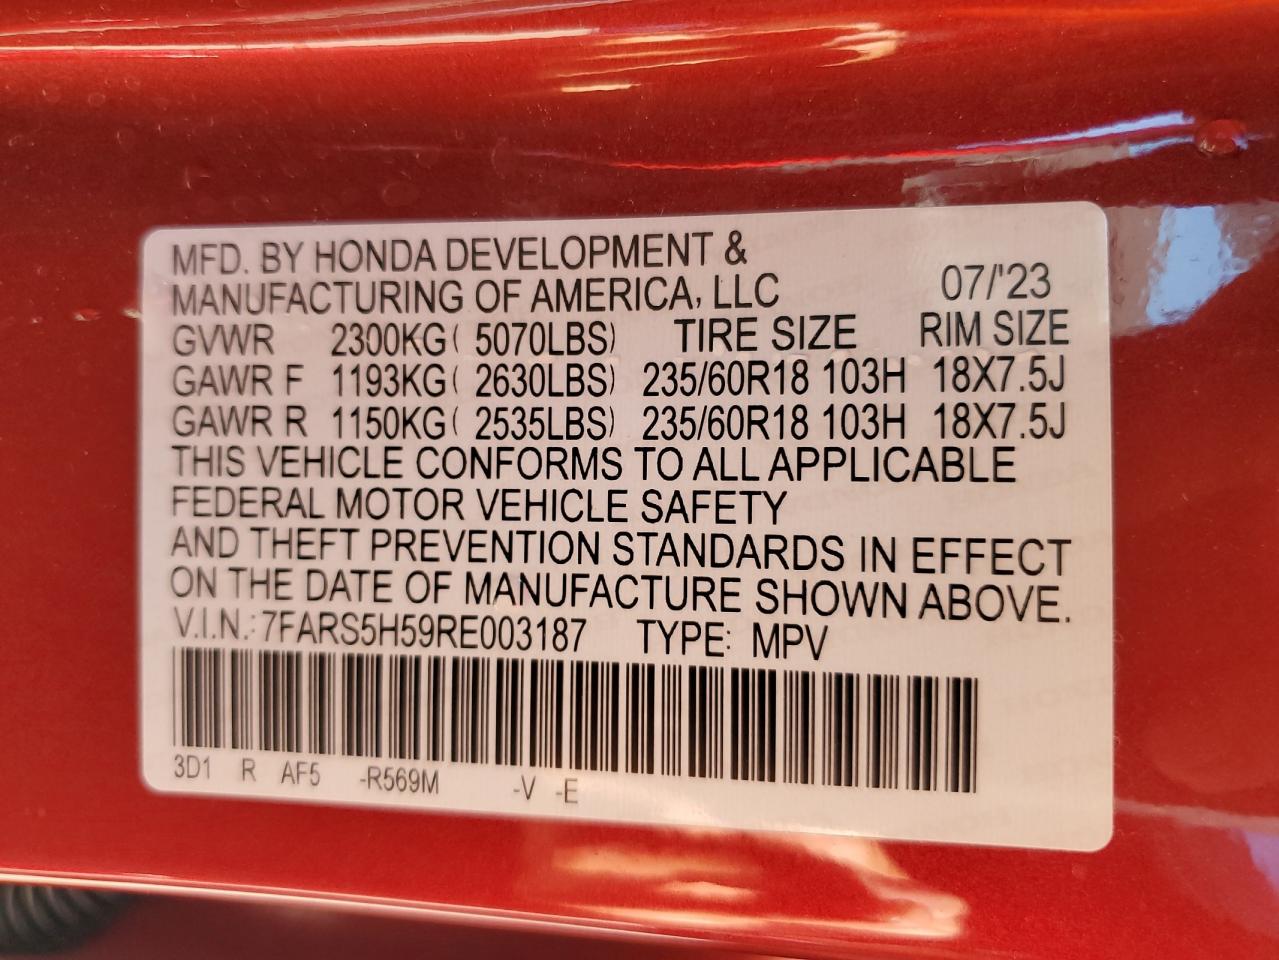 MFD. BY HONDA DEVELOPMENT &
MANUFACTURING OF AMERICA, LLC 07/'23
GVWR 2300KG( 5070LBS) TIRE SIZE RIM SIZE
GAWR F 1193KG( 2630LBS) 235/60R18 103H 18X7.5J
GAWR R 1150KG( 2535LBS) 235/60R18 103H 18X7.5J
THIS VEHICLE CONFORMS TO ALL APPLICABLE
FEDERAL MOTOR VEHICLE SAFETY
AND THEFT PREVENTION STANDARDS IN EFFECT
ON THE DATE OF MANUFACTURE SHOWN ABOVE.
V.I.N.: 7FARS5H59RE003187 TYPE: MPV
3D1 R AF5 -R569M -V -E